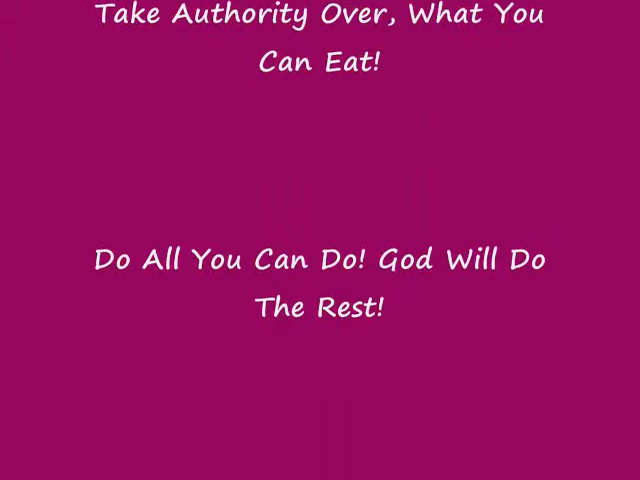 Take Authority Over, What You
Can Eat!
Do All You Can Do! God Will Do
The Rest!